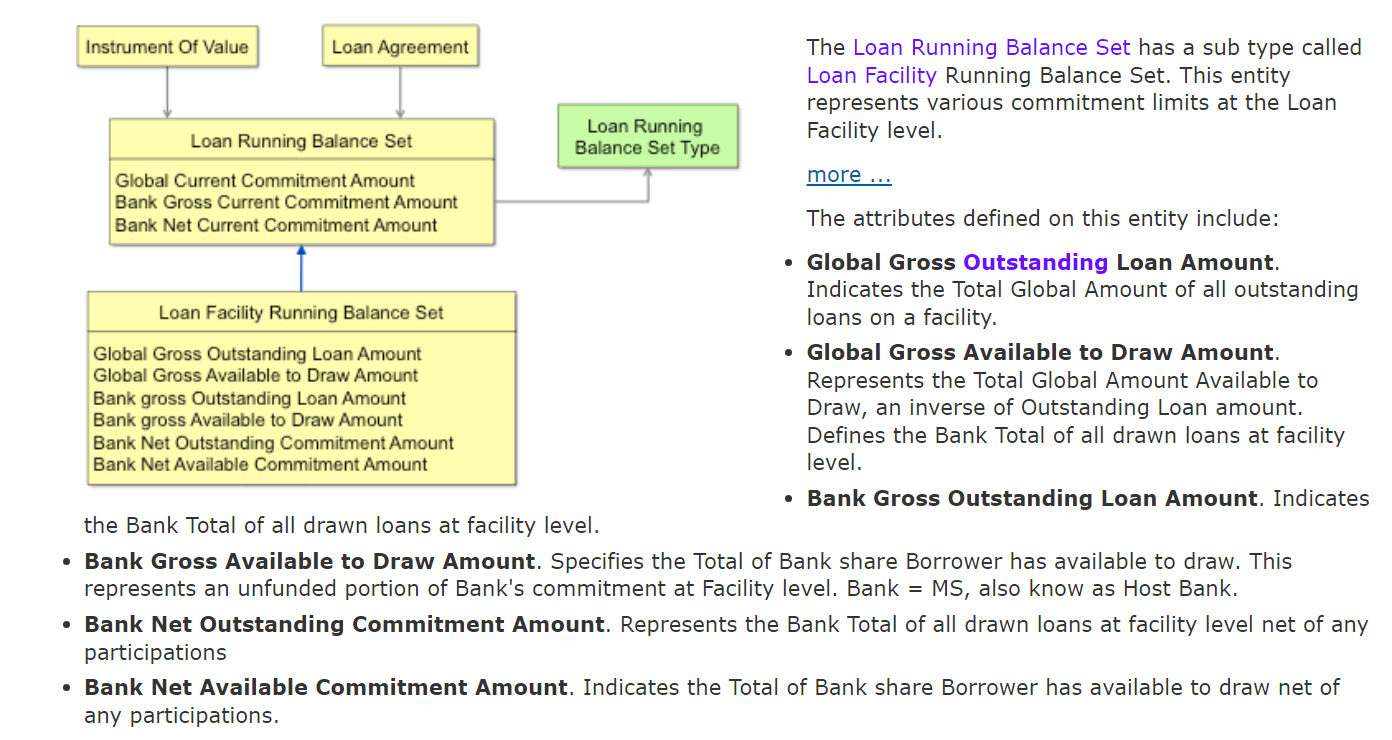 Instrument Of Value
Loan Agreement
Loan Running Balance Set
Global Current Commitment Amount
Bank Gross Current Commitment Amount
Bank Net Current Commitment Amount
Loan Running
Balance Set Type
Loan Facility Running Balance Set
Global Gross Outstanding Loan Amount
Global Gross Available to Draw Amount
Bank gross Outstanding Loan Amount
Bank gross Available to Draw Amount
Bank Net Outstanding Commitment Amount
Bank Net Available Commitment Amount
The Loan Running Balance Set has a sub type called
Loan Facility Running Balance Set. This entity
represents various commitment limits at the Loan
Facility level.
more ...
The attributes defined on this entity include:
• Global Gross Outstanding Loan Amount.
Indicates the Total Global Amount of all outstanding
loans on a facility.
• Global Gross Available to Draw Amount.
Represents the Total Global Amount Available to
Draw, an inverse of Outstanding Loan amount.
Defines the Bank Total of all drawn loans at facility
level.
• Bank Gross Outstanding Loan Amount. Indicates
the Bank Total of all drawn loans at facility level.
• Bank Gross Available to Draw Amount. Specifies the Total of Bank share Borrower has available to draw. This
represents an unfunded portion of Bank's commitment at Facility level. Bank = MS, also know as Host Bank.
• Bank Net Outstanding Commitment Amount. Represents the Bank Total of all drawn loans at facility level net of any
participations
• Bank Net Available Commitment Amount. Indicates the Total of Bank share Borrower has available to draw net of
any participations.